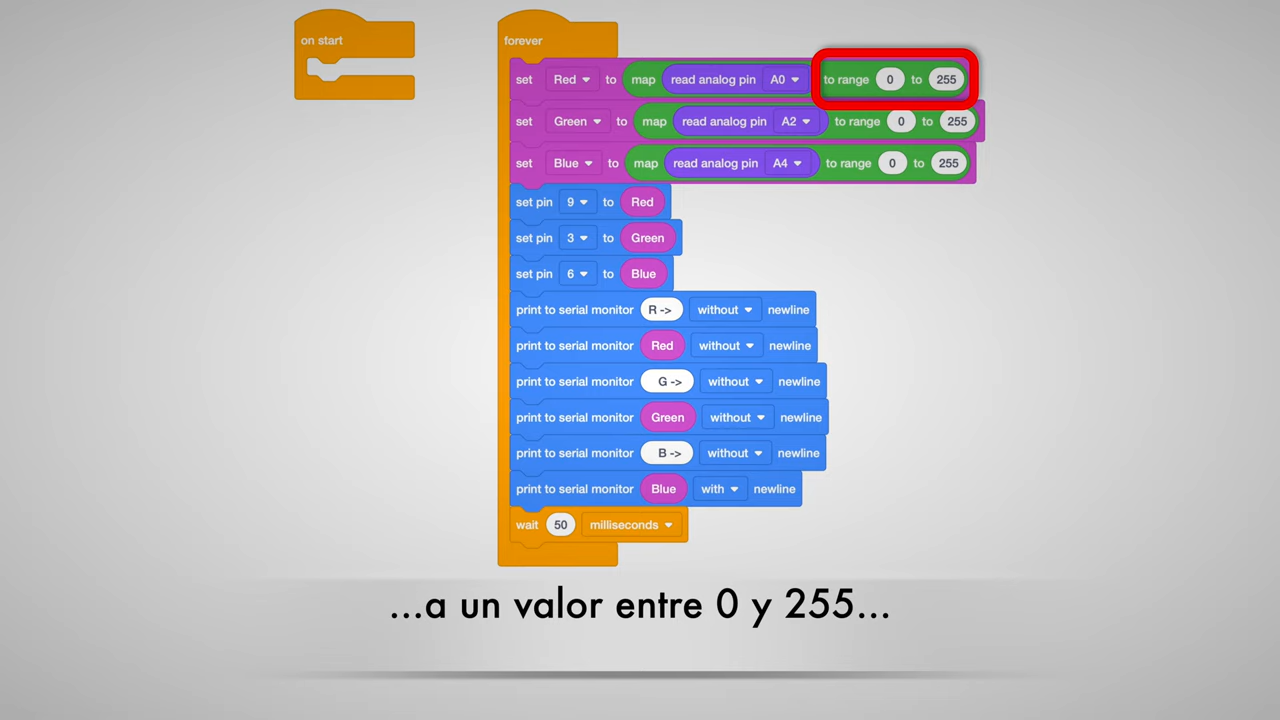 on start
forever
set Red to map read analog pin A0 to range 0 to 255
set Green to map read analog pin A2 to range 0 to 255
set Blue to map read analog pin A4 to range 0 to 255
set pin 9 to Red
set pin 3 to Green
set pin 6 to Blue
print to serial monitor R -> without newline
print to serial monitor Red without newline
print to serial monitor G -> without newline
print to serial monitor Green without newline
print to serial monitor B -> without newline
print to serial monitor Blue with newline
wait 50 milliseconds
...a un valor entre 0 y 255...